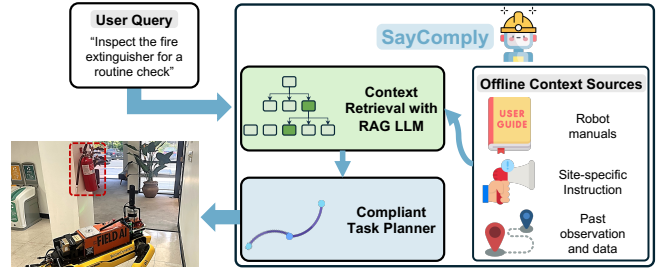 User Query
“Inspect the fire
extinguisher for a
routine check”
SayComply
Context
Retrieval with
RAG LLM
Offline Context Sources
USER
GUIDE
Robot
manuals
Site-specific
Instruction
Past
observation
and data
Compliant
Task Planner
FIELD AI